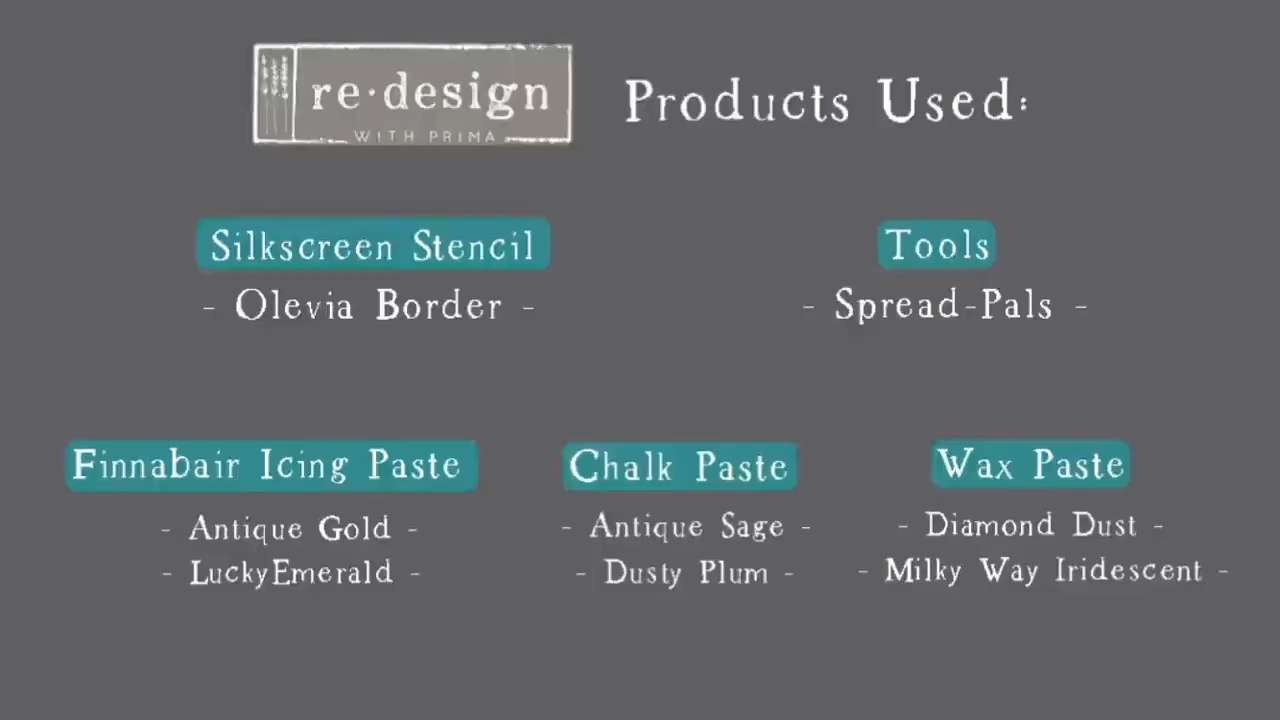 re·design
WITH PRIMA
Products Used:
Silkscreen Stencil
- Olevia Border -
Tools
- Spread-Pals -
Finnabair Icing Paste
- Antique Gold -
- LuckyEmerald -
Chalk Paste
- Antique Sage -
- Dusty Plum -
Wax Paste
- Diamond Dust -
- Milky Way Iridescent -